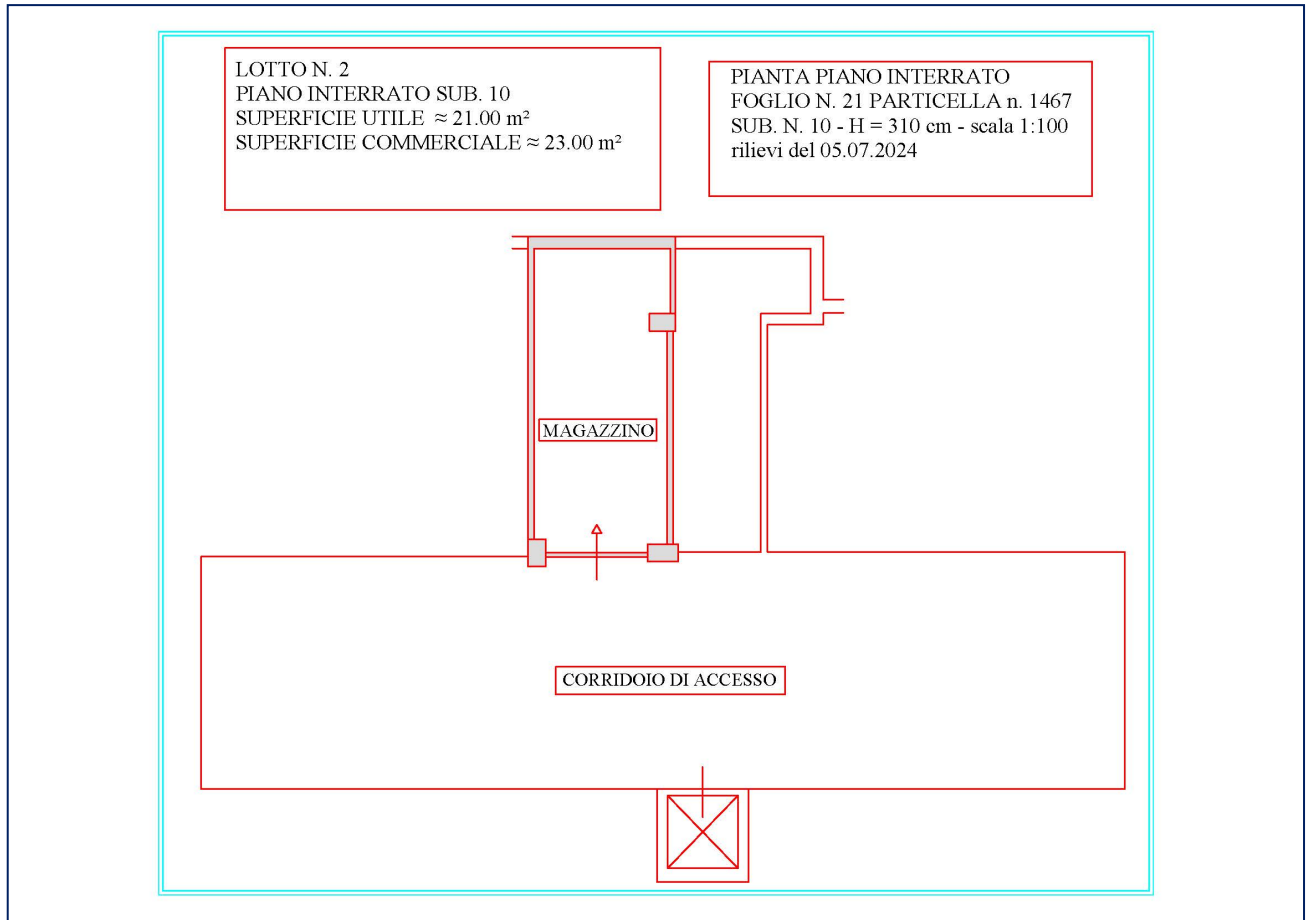 LOTTO N. 2
PIANO INTERRATO SUB. 10
SUPERFICIE UTILE ≈ 21.00 m²
SUPERFICIE COMMERCIALE ≈ 23.00 m²
PIANTA PIANO INTERRATO
FOGLIO N. 21 PARTICELLA n. 1467
SUB. N. 10 - H = 310 cm - scala 1:100
rilievi del 05.07.2024
MAGAZZINO
CORRIDOIO DI ACCESSO